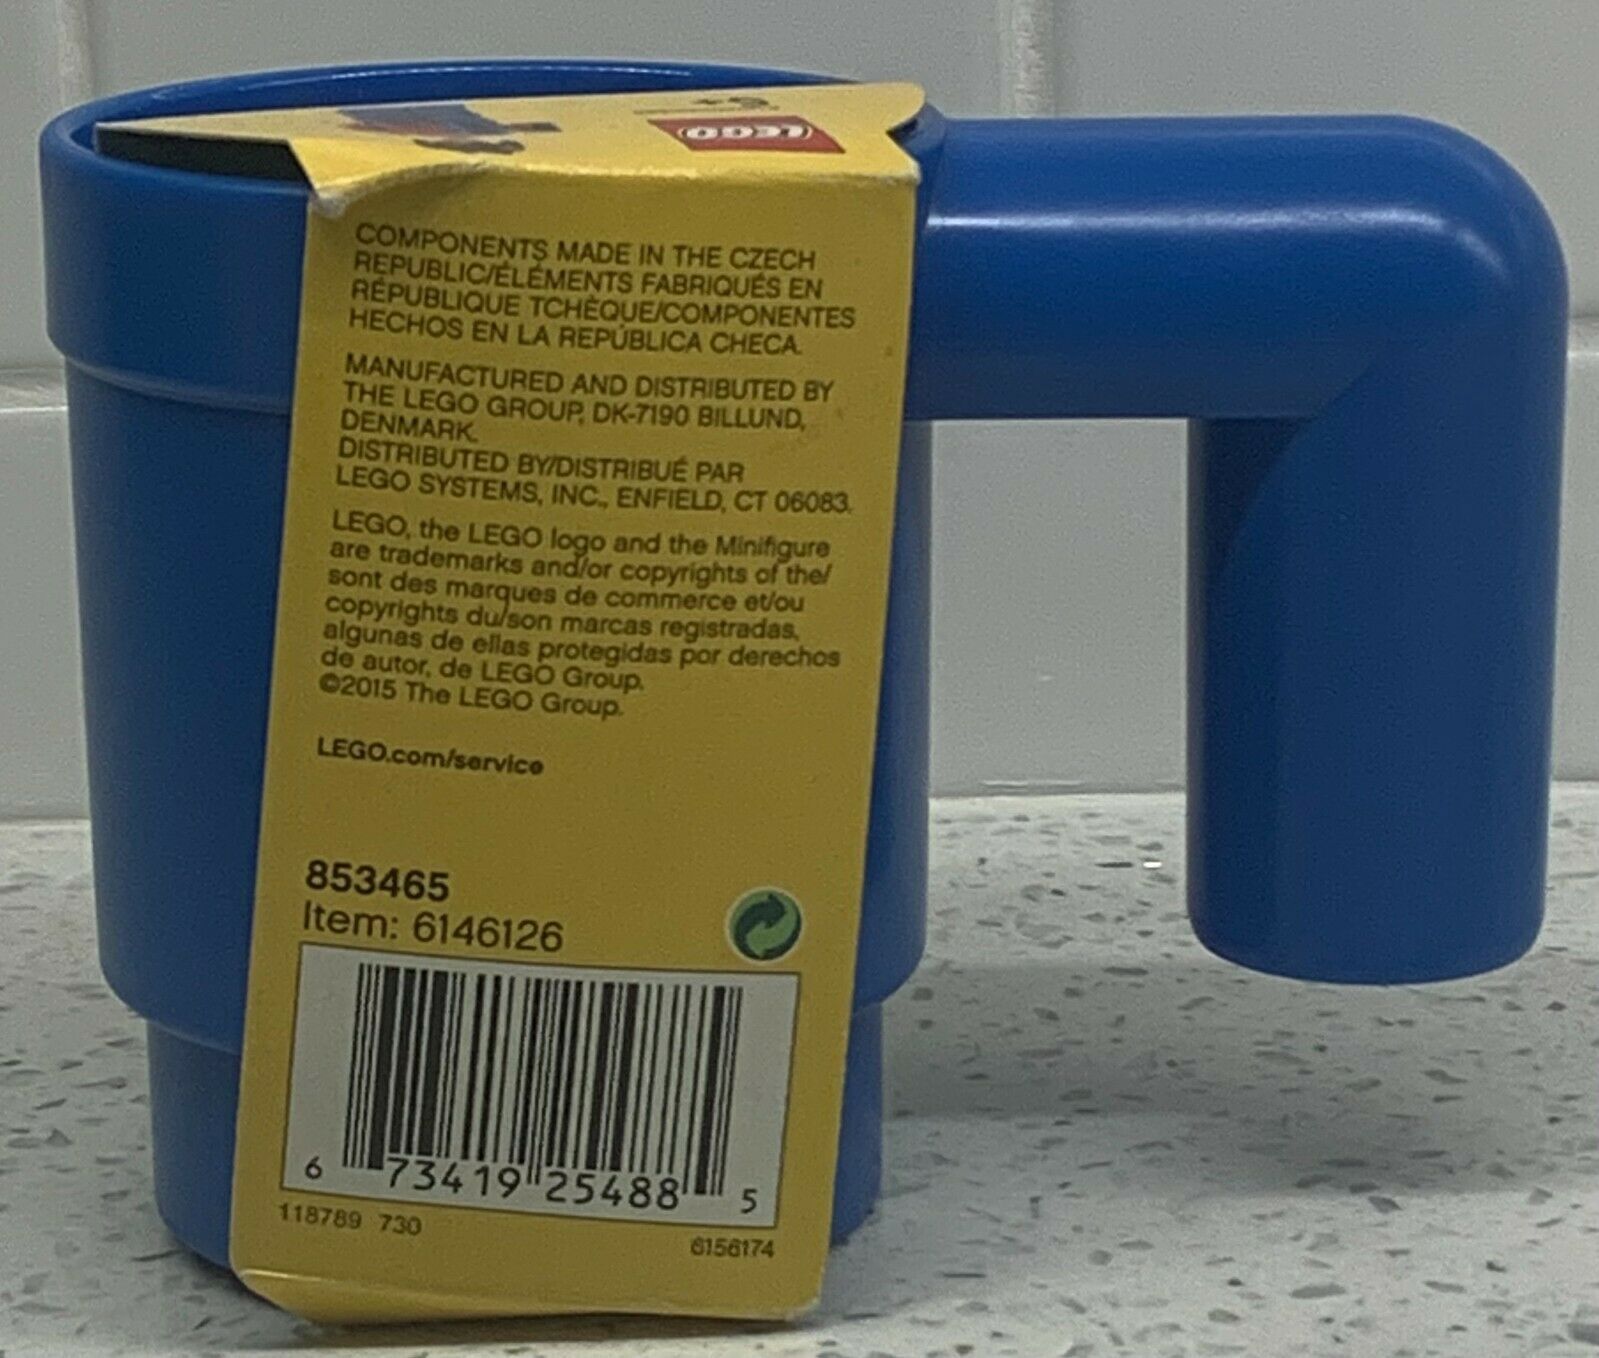 LEGO
COMPONENTS MADE IN THE CZECH
REPUBLIC/ÉLÉMENTS FABRIQUÉS EN
RÉPUBLIQUE TCHÈQUE/COMPONENTES
HECHOS EN LA REPÚBLICA CHECA.
MANUFACTURED AND DISTRIBUTED BY
THE LEGO GROUP, DK-7190 BILLUND,
DENMARK.
DISTRIBUTED BY/DISTRIBUÉ PAR
LEGO SYSTEMS, INC., ENFIELD, CT 06083.
LEGO, the LEGO logo and the Minifigure
are trademarks and/or copyrights of the/
sont des marques de commerce et/ou
copyrights du/son marcas registradas,
algunas de ellas protegidas por derechos
de autor, de LEGO Group.
©2015 The LEGO Group.
LEGO.com/service
853465
Item: 6146126
6 73419 25488 5
118789 730
6156174